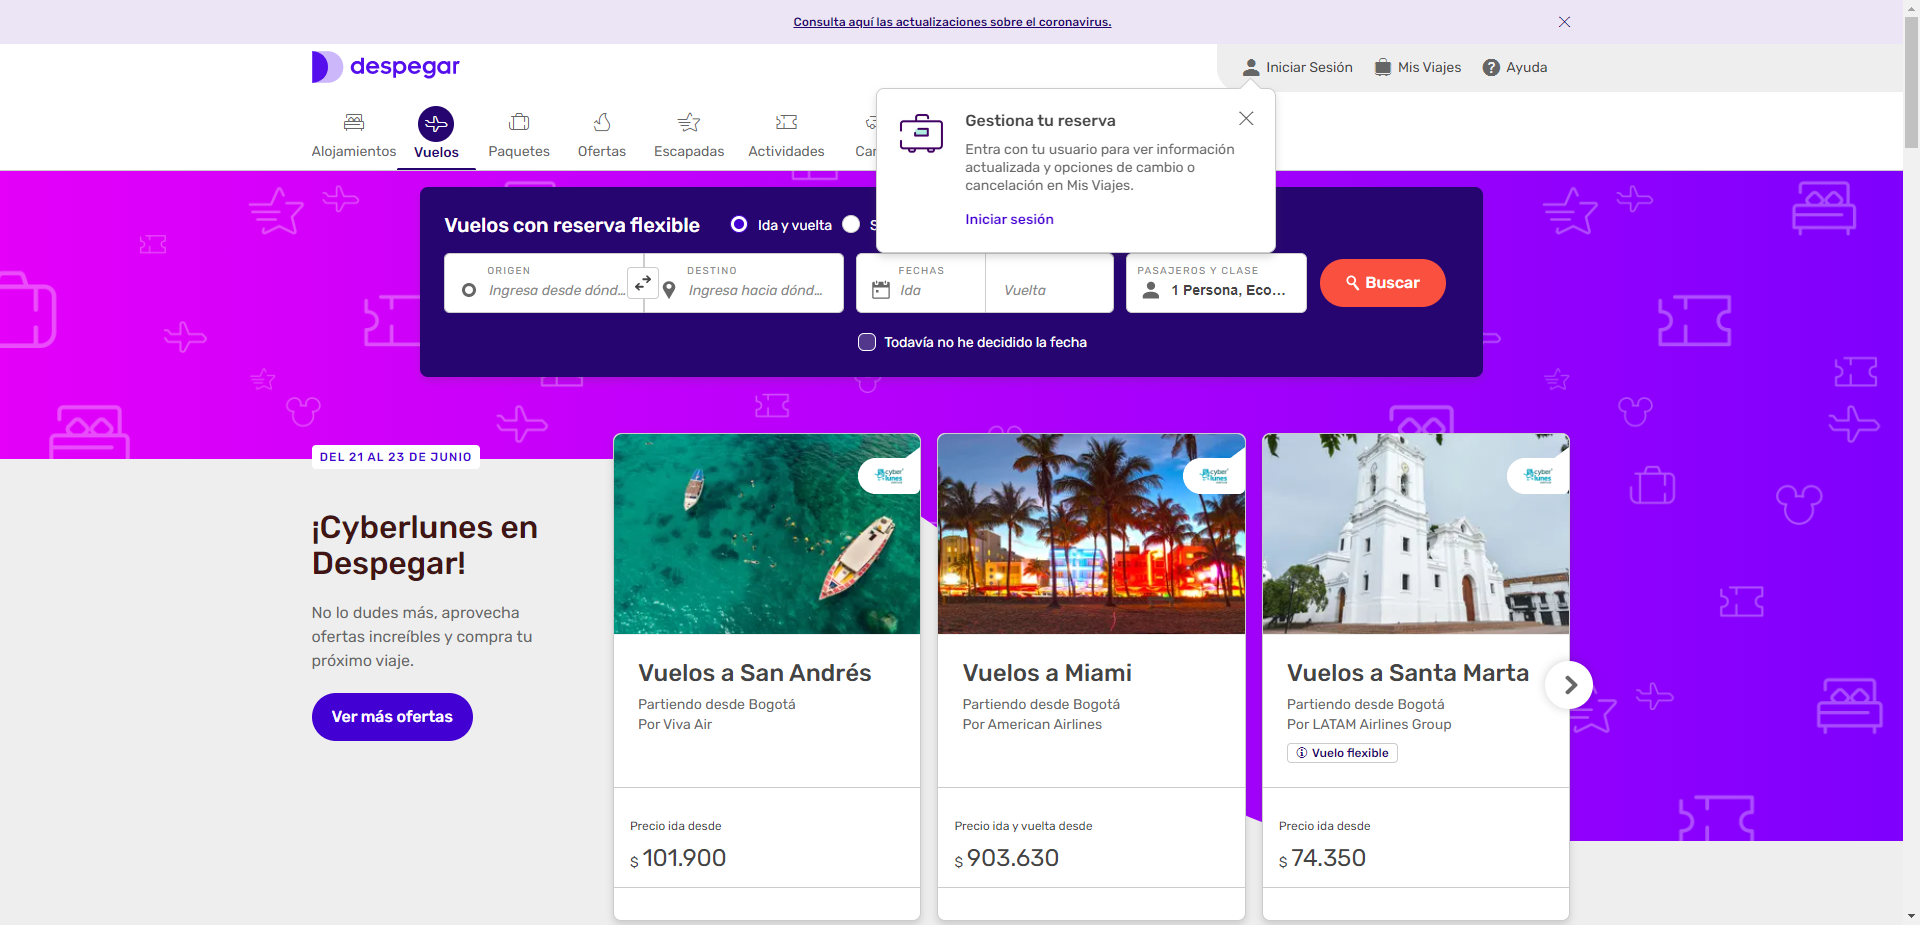 Consulta aquí las actualizaciones sobre el coronavirus.
despegar
Iniciar Sesión
Mis Viajes
Ayuda
Alojamientos
Vuelos
Paquetes
Ofertas
Escapadas
Actividades
Gestiona tu reserva
Entra con tu usuario para ver información
actualizada y opciones de cambio o
cancelación en Mis Viajes.
Iniciar sesión
Vuelos con reserva flexible
Ida y vuelta
ORIGEN
Ingresa desde dónd...
DESTINO
Ingresa hacia dónd...
FECHAS
Ida
Vuelta
PASAJEROS Y CLASE
1 Persona, Eco...
Buscar
Todavía no he decidido la fecha
DEL 21 AL 23 DE JUNIO
¡Cyberlunes en
Despegar!
No lo dudes más, aprovecha
ofertas increíbles y compra tu
próximo viaje.
Ver más ofertas
cyber
lunes
Vuelos a San Andrés
Partiendo desde Bogotá
Por Viva Air
Precio ida desde
$ 101.900
cyber
lunes
Vuelos a Miami
Partiendo desde Bogotá
Por American Airlines
Precio ida y vuelta desde
$ 903.630
cyber
lunes
Vuelos a Santa Marta
Partiendo desde Bogotá
Por LATAM Airlines Group
Vuelo flexible
Precio ida desde
$ 74.350